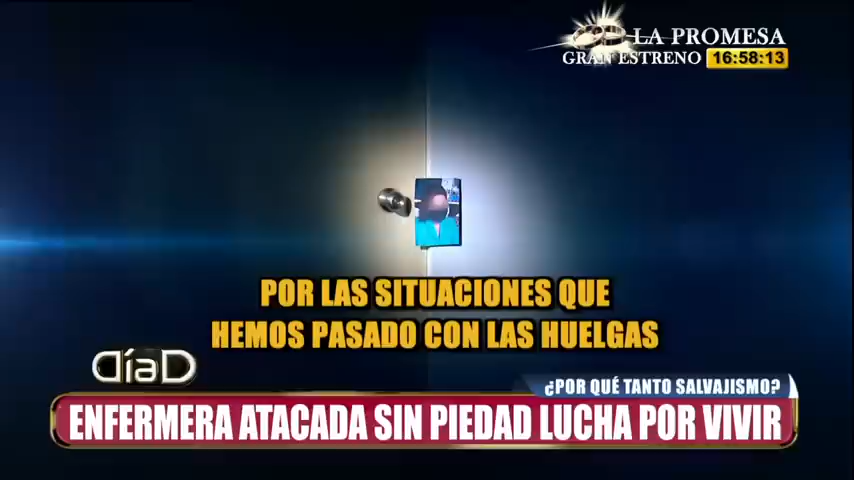 LA PROMESA
GRAN ESTRENO 16:58:13
POR LAS SITUACIONES QUE
HEMOS PASADO CON LAS HUELGAS
DíaD
¿POR QUÉ TANTO SALVAJISMO?
ENFERMERA ATACADA SIN PIEDAD LUCHA POR VIVIR